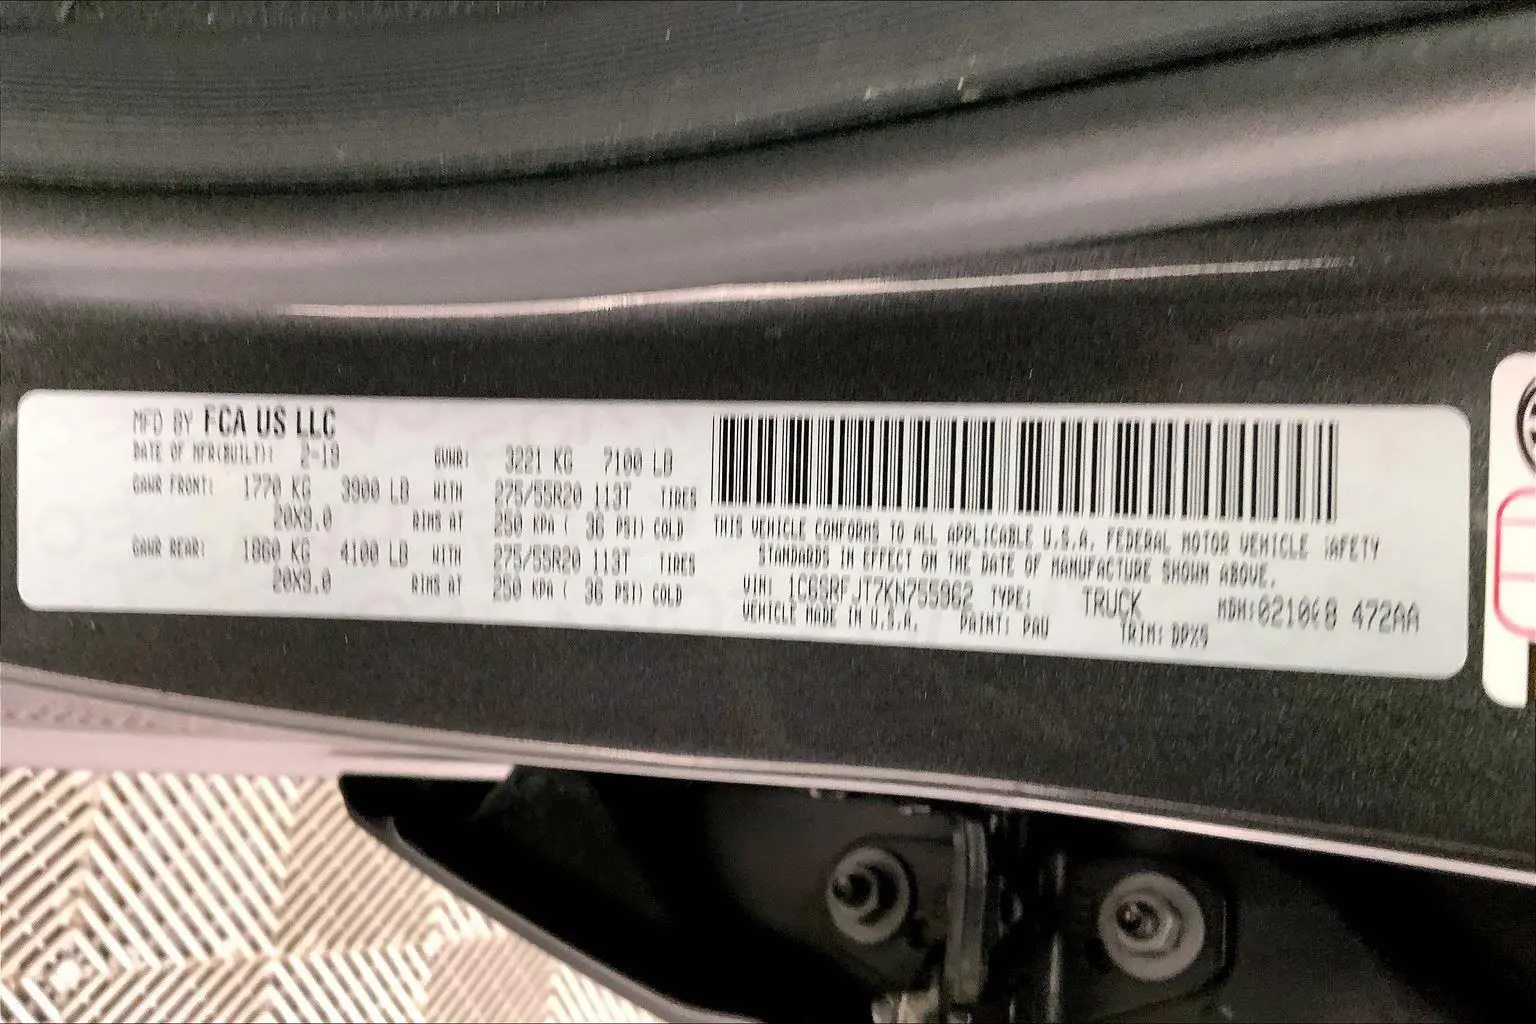 MFD BY FCA US LLC
DATE OF MFR(BUILT): 2-19 GVWR: 3221 KG 7100 LB
GAWR FRONT: 1770 KG 3900 LB WITH 275/55R20 113T TIRES
20X9.0 RIMS AT 250 KPA ( 36 PSI) COLD
GAWR REAR: 1860 KG 4100 LB WITH 275/55R20 113T TIRES
20X9.0 RIMS AT 250 KPA ( 36 PSI) COLD
THIS VEHICLE CONFORMS TO ALL APPLICABLE U.S.A. FEDERAL MOTOR VEHICLE SAFETY
STANDARDS IN EFFECT ON THE DATE OF MANUFACTURE SHOWN ABOVE.
VIN: 1C6SRFJT7KN755962 TYPE: TRUCK MDH: 472AA
VEHICLE MADE IN U.S.A. PAINT: PAU TRIM: DPX9